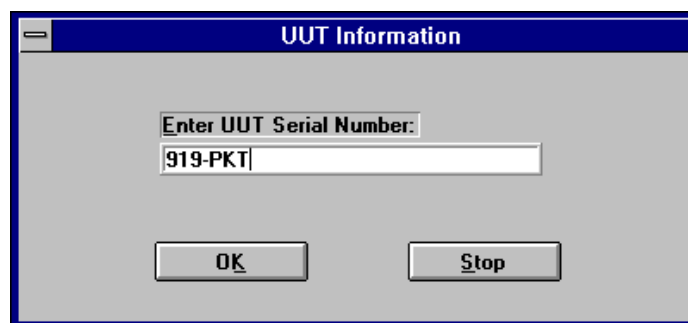 UUT Information
Enter UUT Serial Number:
919-PKT
OK
Stop